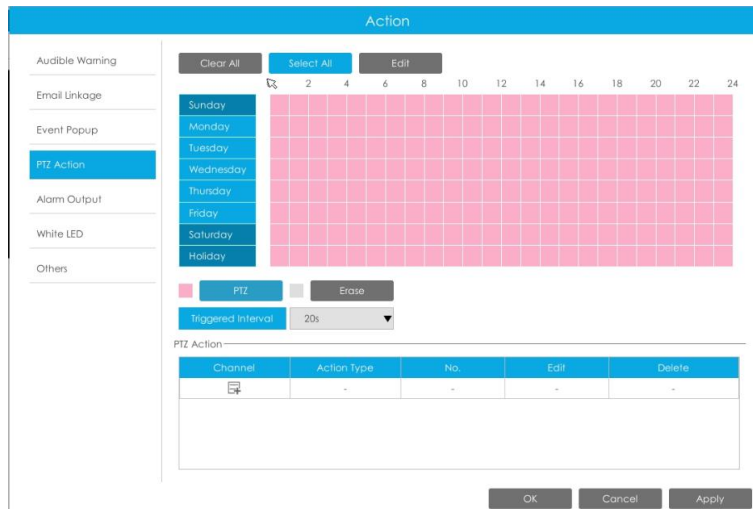 Action
Audible Warning
Email Linkage
Event Popup
PTZ Action
Alarm Output
White LED
Others
Clear All Select All Edit
2 4 6 8 10 12 14 16 18 20 22 24
Sunday
Monday
Tuesday
Wednesday
Thursday
Friday
Saturday
Holiday
PTZ Erase
Triggered Interval 20s
PTZ Action
Channel Action Type No. Edit Delete
- - - -
OK Cancel Apply